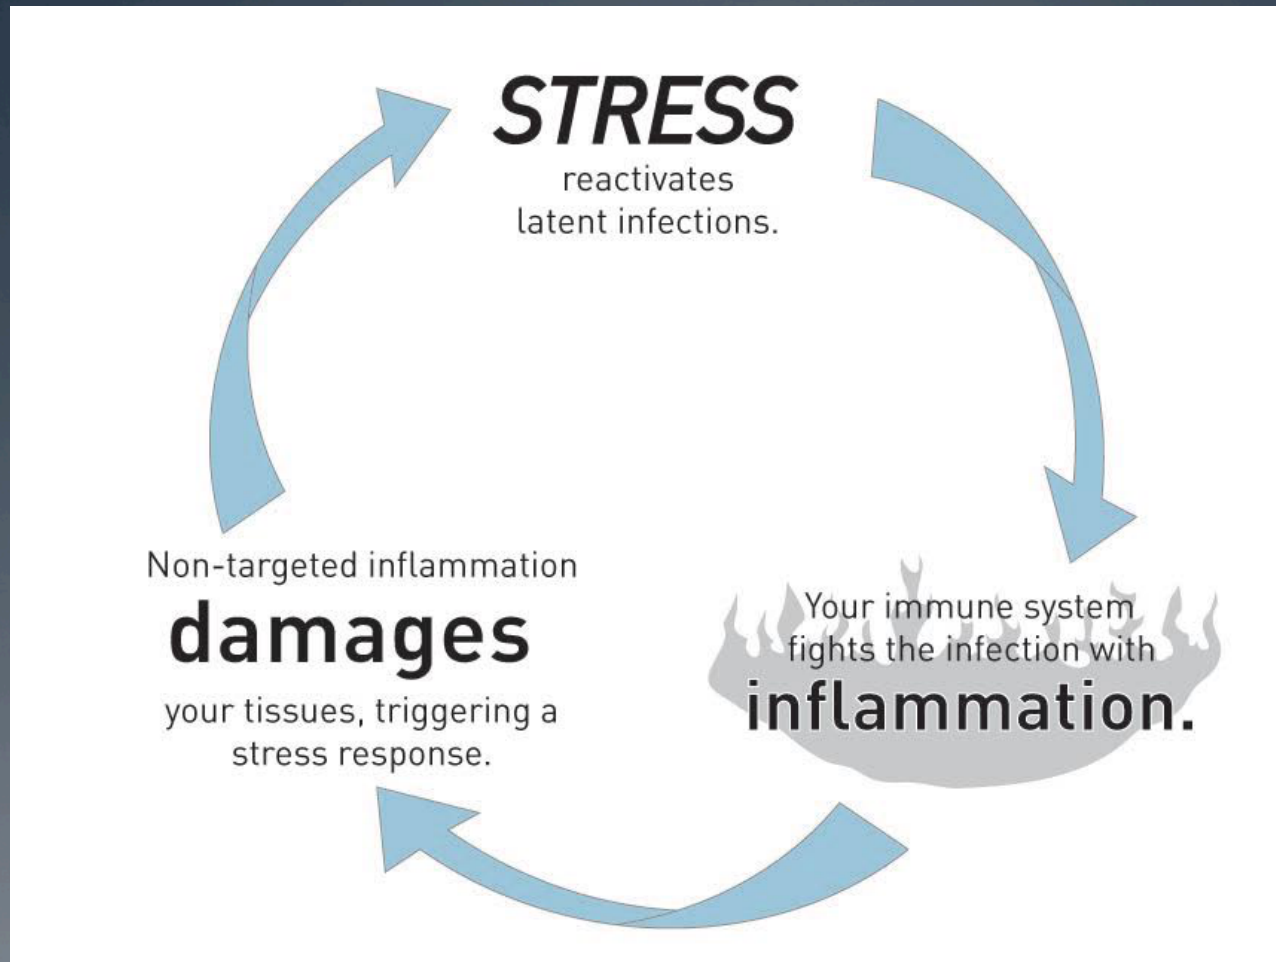 STRESS
reactivates
latent infections.
Your immune system
fights the infection with
inflammation.
Non-targeted inflammation
damages
your tissues, triggering a
stress response.